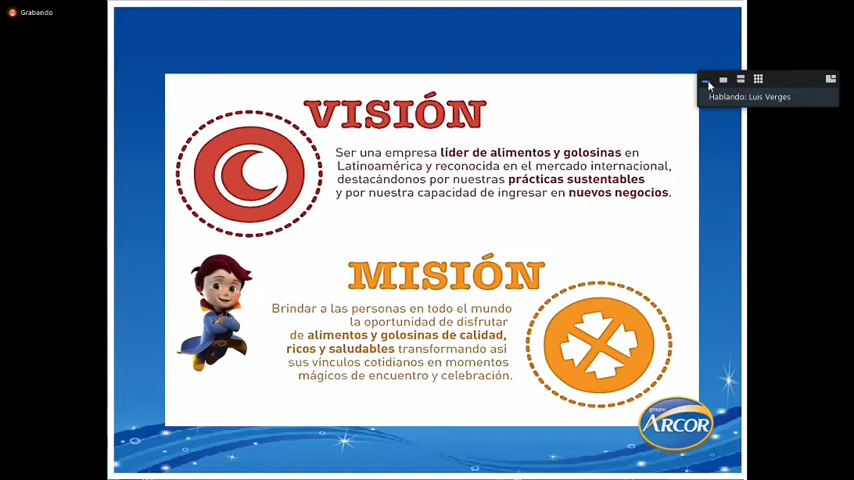 Grabando
Hablando: Luis Verges
VISIÓN
Ser una empresa líder de alimentos y golosinas en
Latinoamérica y reconocida en el mercado internacional,
destacándonos por nuestras prácticas sustentables
y por nuestra capacidad de ingresar en nuevos negocios.
MISIÓN
Brindar a las personas en todo el mundo
la oportunidad de disfrutar
de alimentos y golosinas de calidad,
ricos y saludables transformando así
sus vínculos cotidianos en momentos
mágicos de encuentro y celebración.
grupo
ARCOR